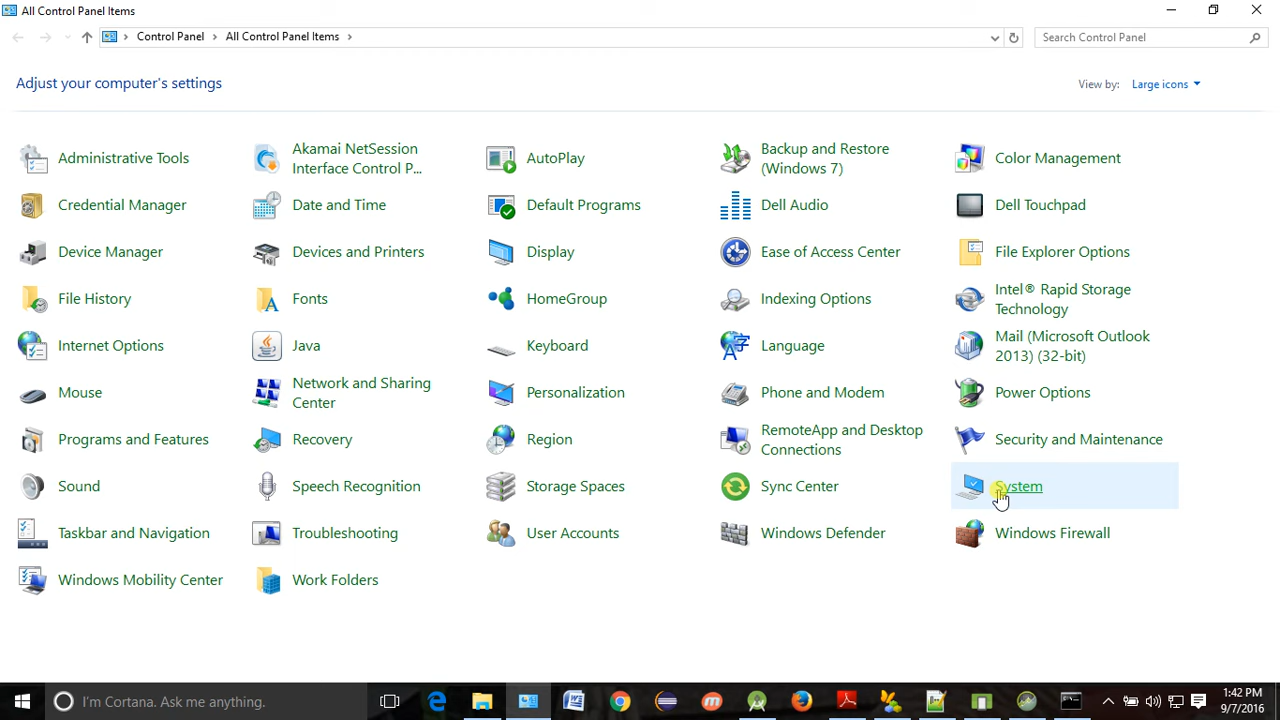 All Control Panel Items
Control Panel > All Control Panel Items >
Search Control Panel
Adjust your computer's settings
View by: Large icons
Administrative Tools
Akamai NetSession
Interface Control P...
AutoPlay
Backup and Restore
(Windows 7)
Color Management
Credential Manager
Date and Time
Default Programs
Dell Audio
Dell Touchpad
Device Manager
Devices and Printers
Display
Ease of Access Center
File Explorer Options
File History
Fonts
HomeGroup
Indexing Options
Intel® Rapid Storage
Technology
Internet Options
Java
Keyboard
Language
Mail (Microsoft Outlook
2013) (32-bit)
Mouse
Network and Sharing
Center
Personalization
Phone and Modem
Power Options
Programs and Features
Recovery
Region
RemoteApp and Desktop
Connections
Security and Maintenance
Sound
Speech Recognition
Storage Spaces
Sync Center
System
Taskbar and Navigation
Troubleshooting
User Accounts
Windows Defender
Windows Firewall
Windows Mobility Center
Work Folders
I'm Cortana. Ask me anything.
1:42 PM
9/7/2016